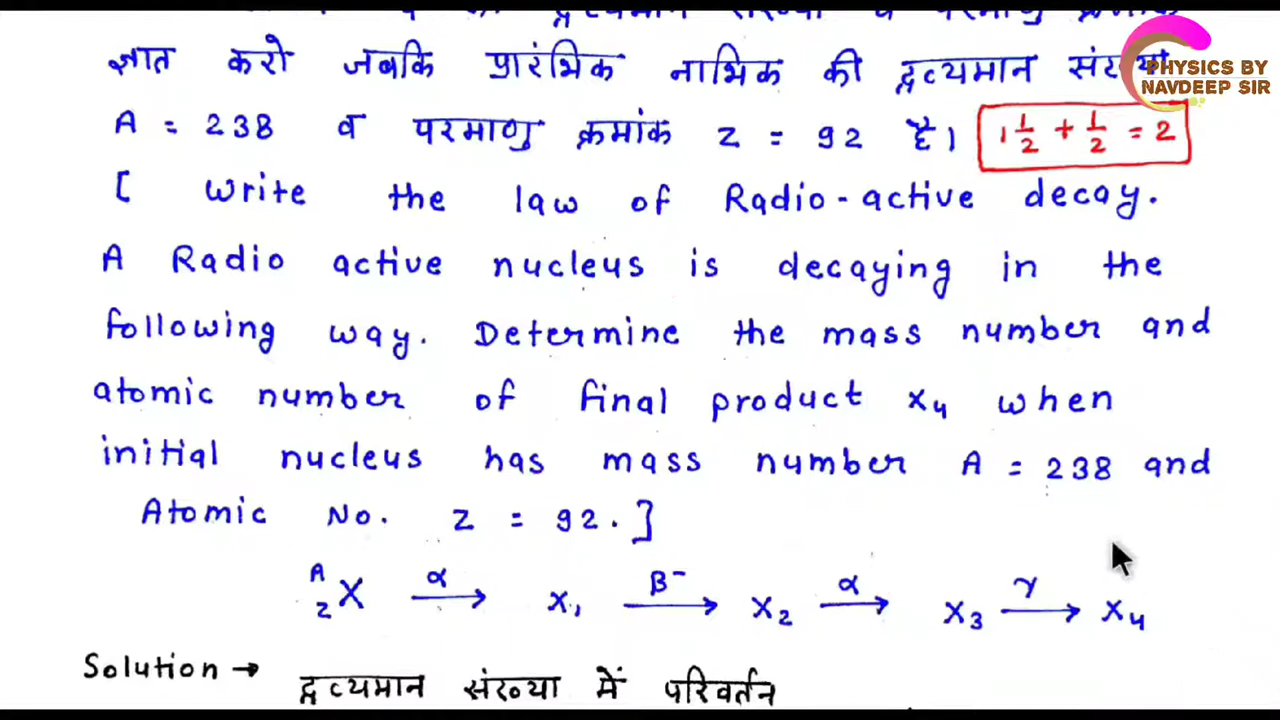 ज्ञात करो जबकि प्रारंभिक नाभिक की द्रव्यमान संख्या
PHYSICS BY
NAVDEEP SIR
A = 238 व परमाणु क्रमांक Z = 92 है। 1 1/2 + 1/2 = 2
[ Write the law of Radio-active decay.
A Radio active nucleus is decaying in the
following way. Determine the mass number and
atomic number of final product X₄ when
initial nucleus has mass number A = 238 and
Atomic No. Z = 92.]
ᴬ_Z X —α→ X₁ —β⁻→ X₂ —α→ X₃ —γ→ X₄
Solution → द्रव्यमान संख्या में परिवर्तन